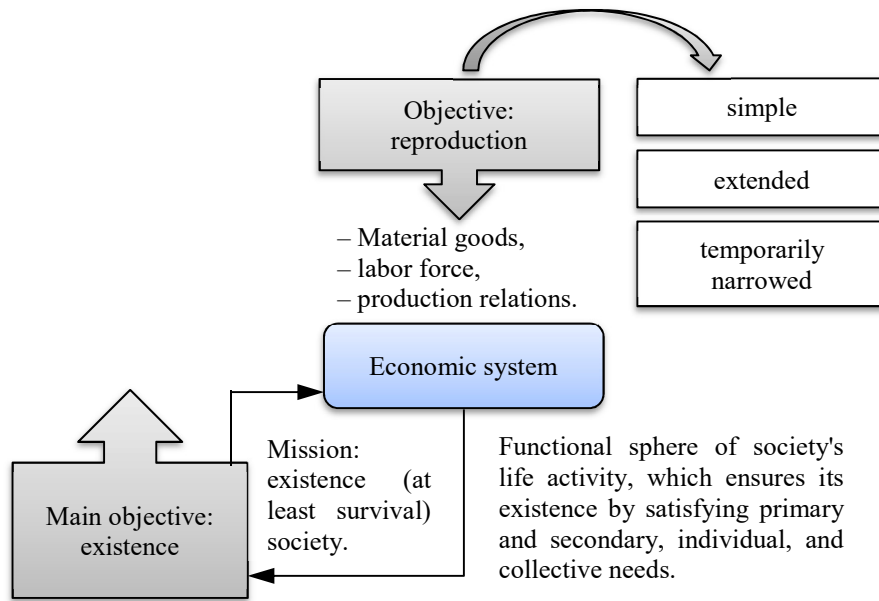 Objective:
reproduction
simple
extended
temporarily
narrowed
– Material goods,
– labor force,
– production relations.
Economic system
Main objective:
existence
Mission:
existence (at
least survival)
society.
Functional sphere of society's
life activity, which ensures its
existence by satisfying primary
and secondary, individual, and
collective needs.